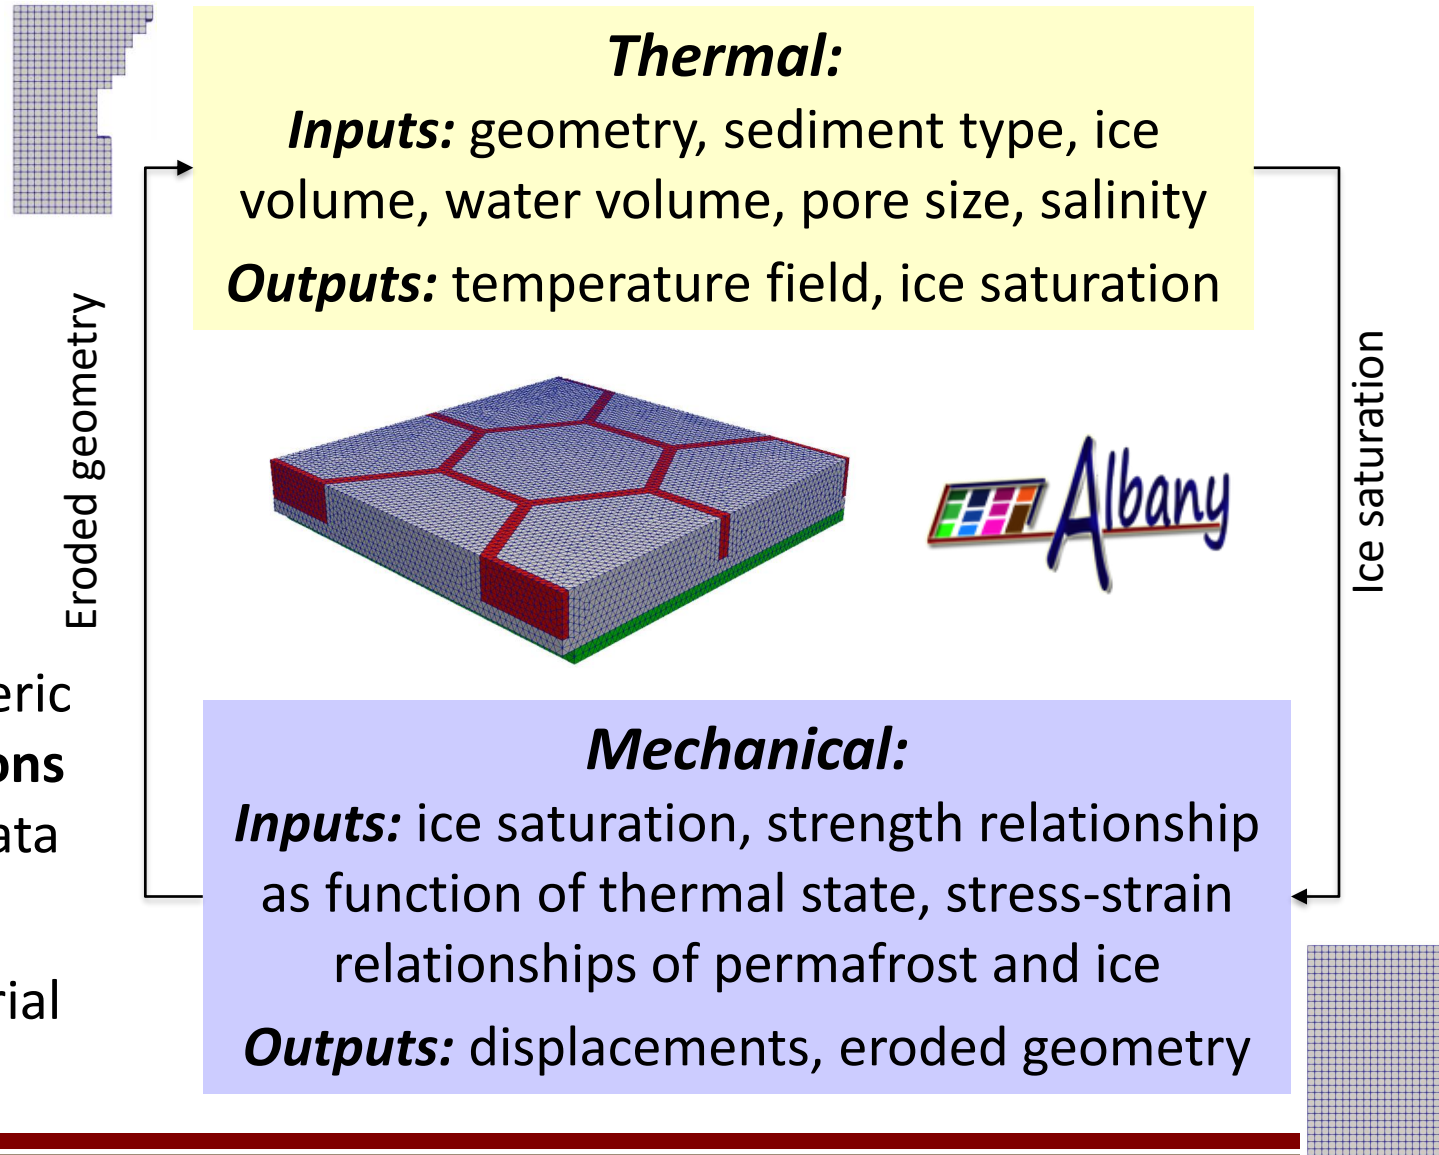 Thermal:
Inputs: geometry, sediment type, ice
volume, water volume, pore size, salinity
Outputs: temperature field, ice saturation
Eroded geometry
Ice saturation
Albany
Mechanical:
Inputs: ice saturation, strength relationship
as function of thermal state, stress-strain
relationships of permafrost and ice
Outputs: displacements, eroded geometry
eric
ons
ata
rial